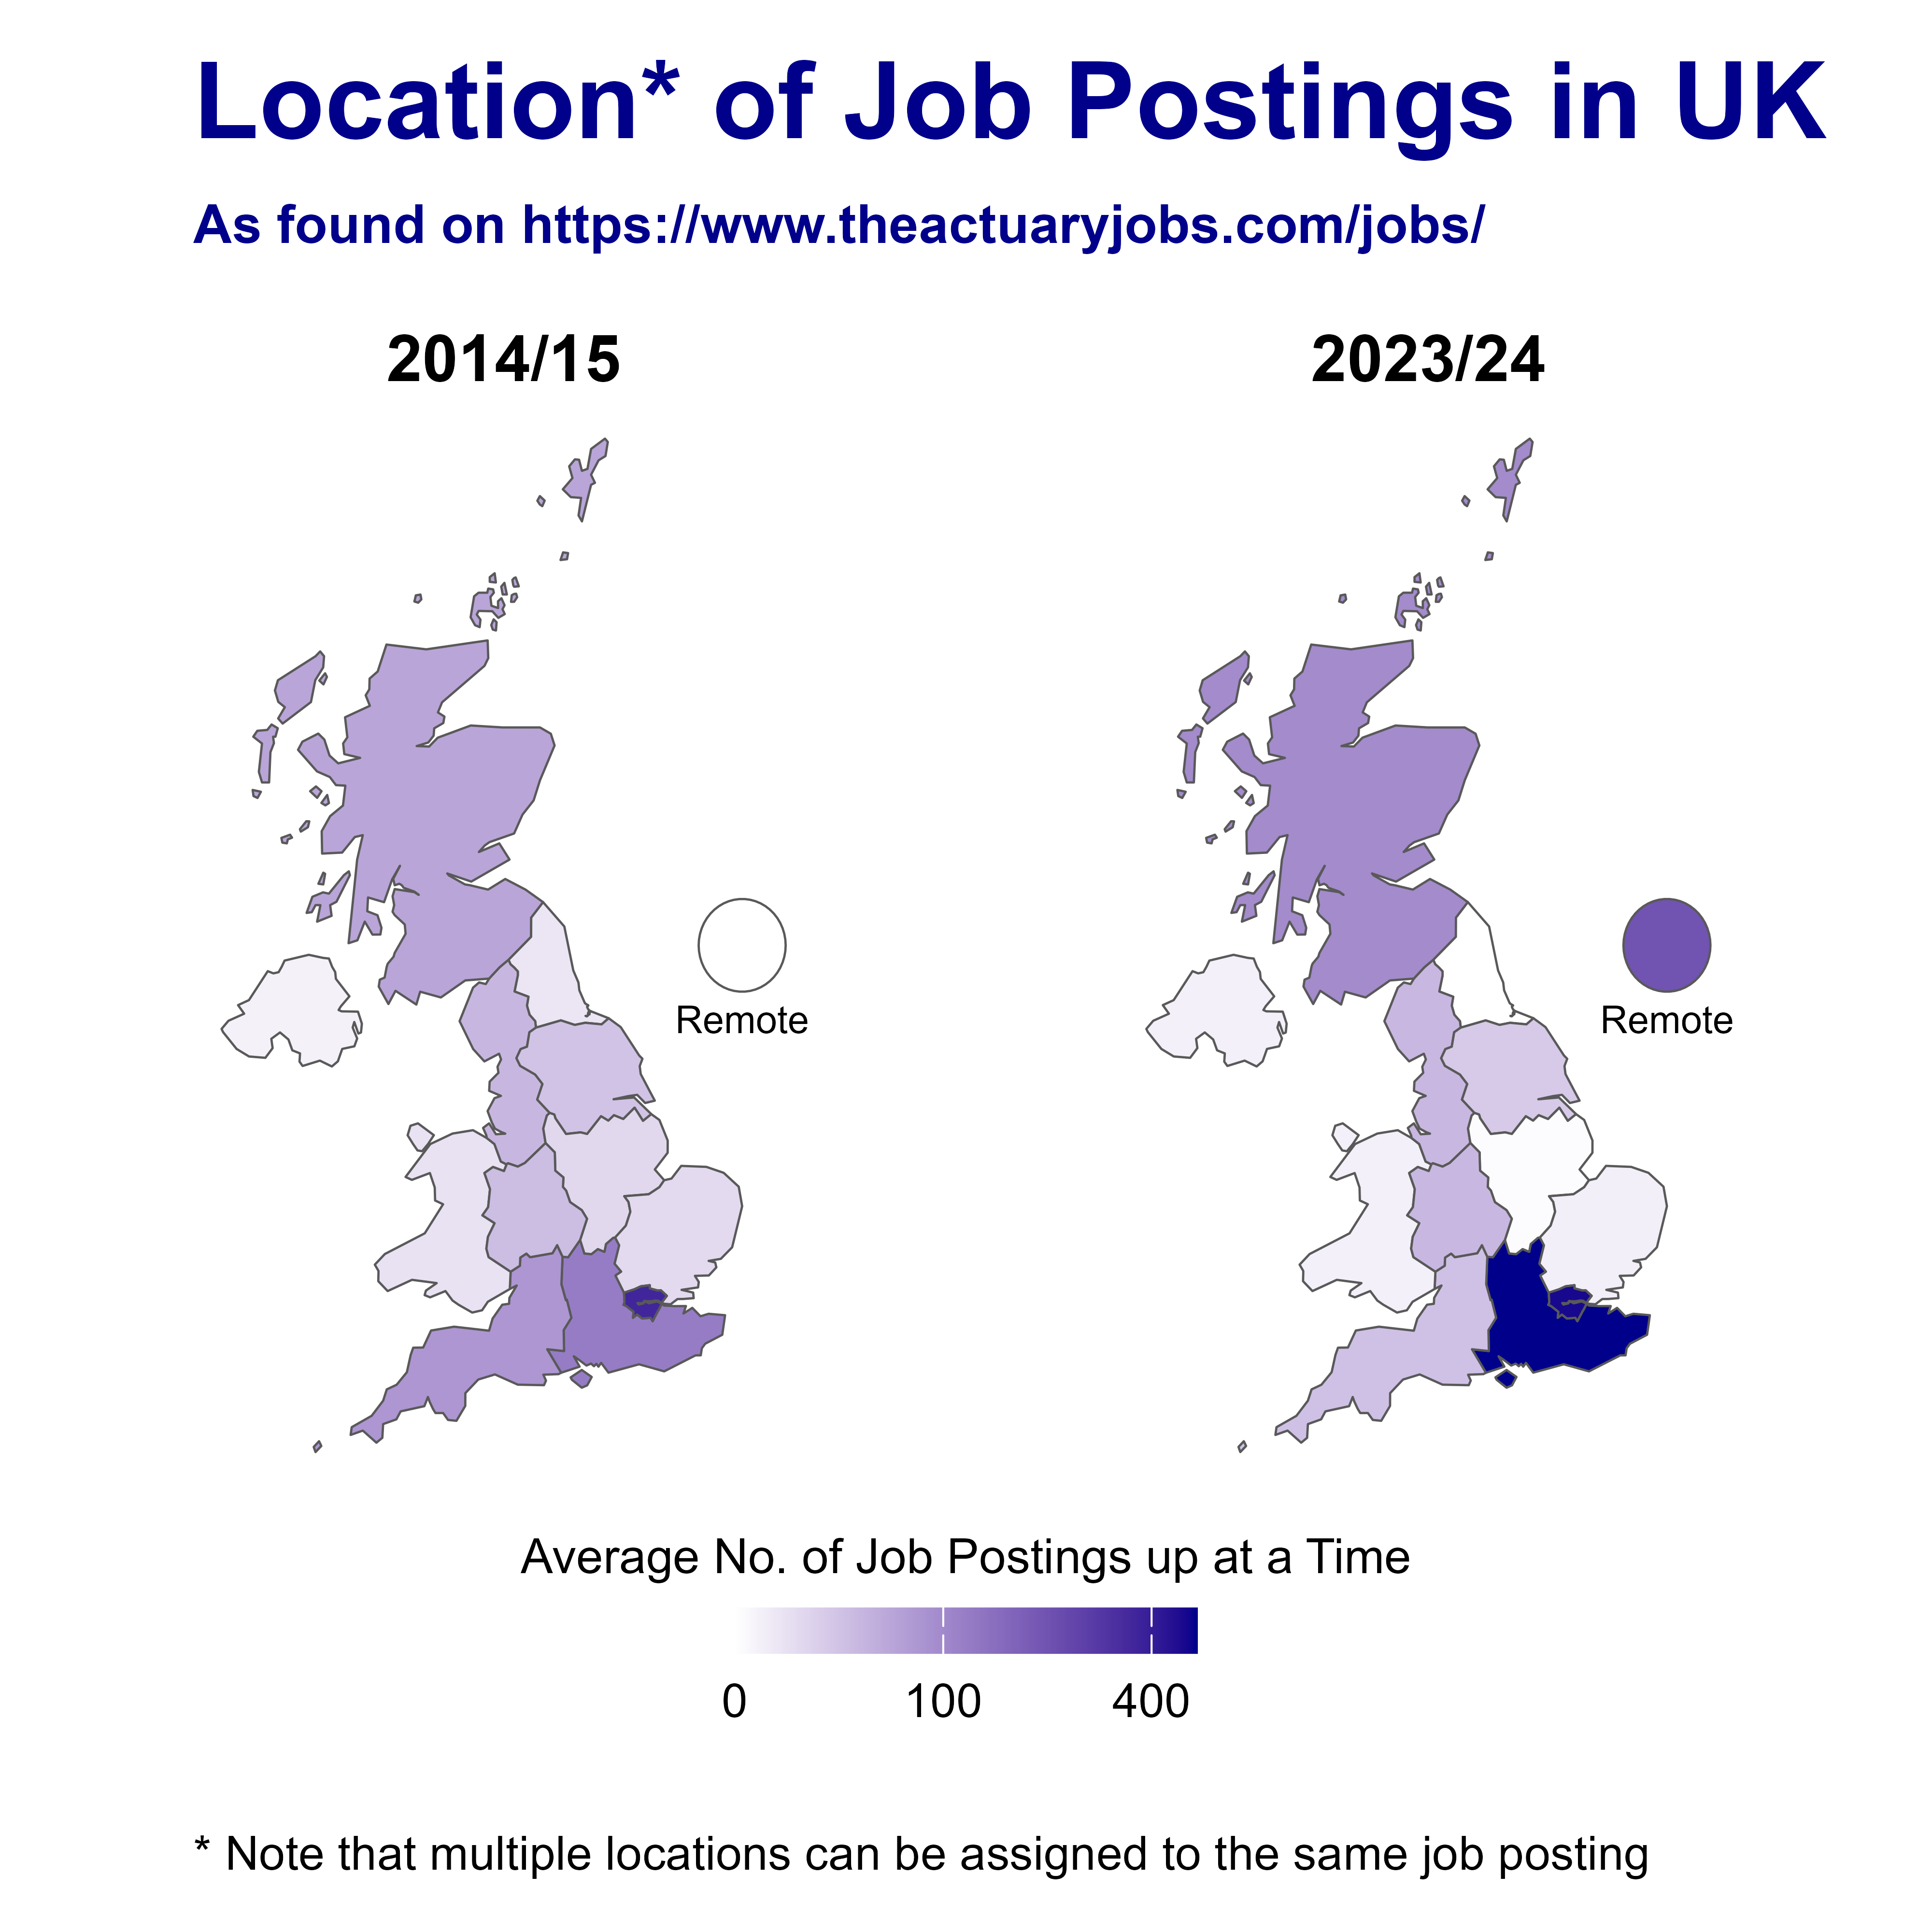 Location* of Job Postings in UK
As found on https://www.theactuaryjobs.com/jobs/
2014/15
2023/24
Remote
Remote
Average No. of Job Postings up at a Time
0 100 400
* Note that multiple locations can be assigned to the same job posting